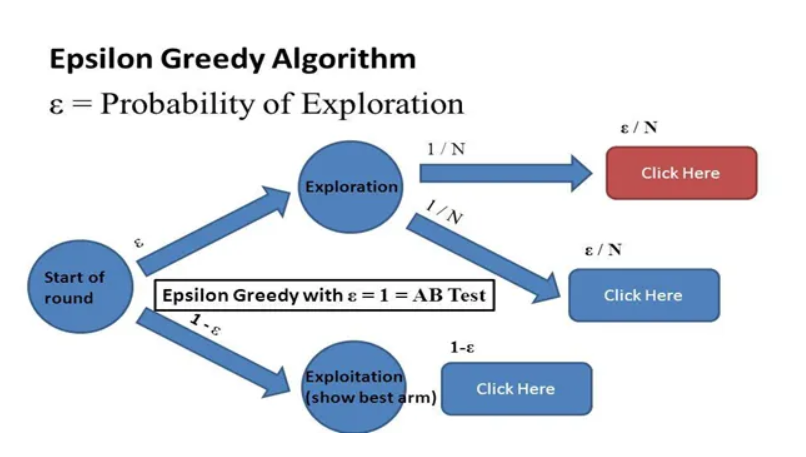 Epsilon Greedy Algorithm
ε = Probability of Exploration
ε / N
1 / N
Click Here
Exploration
1 / N
ε
ε / N
Start of
round
Click Here
Epsilon Greedy with ε = 1 = AB Test
1 - ε
1-ε
Exploitation
(show best arm)
Click Here